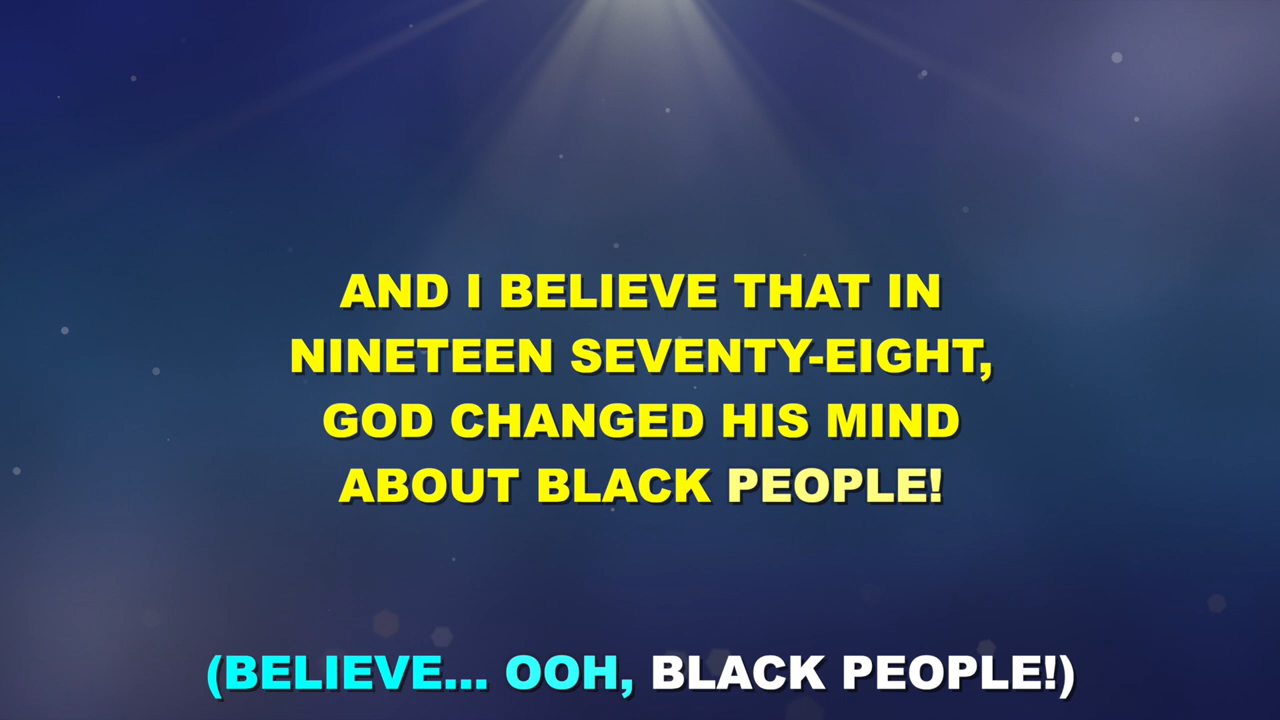 AND I BELIEVE THAT IN
NINETEEN SEVENTY-EIGHT,
GOD CHANGED HIS MIND
ABOUT BLACK PEOPLE!
(BELIEVE... OOH, BLACK PEOPLE!)